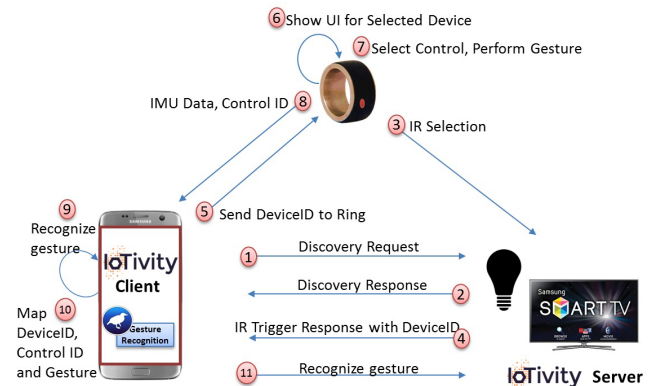 6 Show UI for Selected Device
7 Select Control, Perform Gesture
IMU Data, Control ID 8
3 IR Selection
9
Recognize
gesture
5 Send DeviceID to Ring
SAMSUNG
IoTivity
Client
Gesture
Recognition
Map 10
DeviceID,
Control ID
and Gesture
1 Discovery Request
Discovery Response 2
IR Trigger Response with DeviceID 4
11 Recognize gesture
Samsung
SMART TV
IoTivity Server